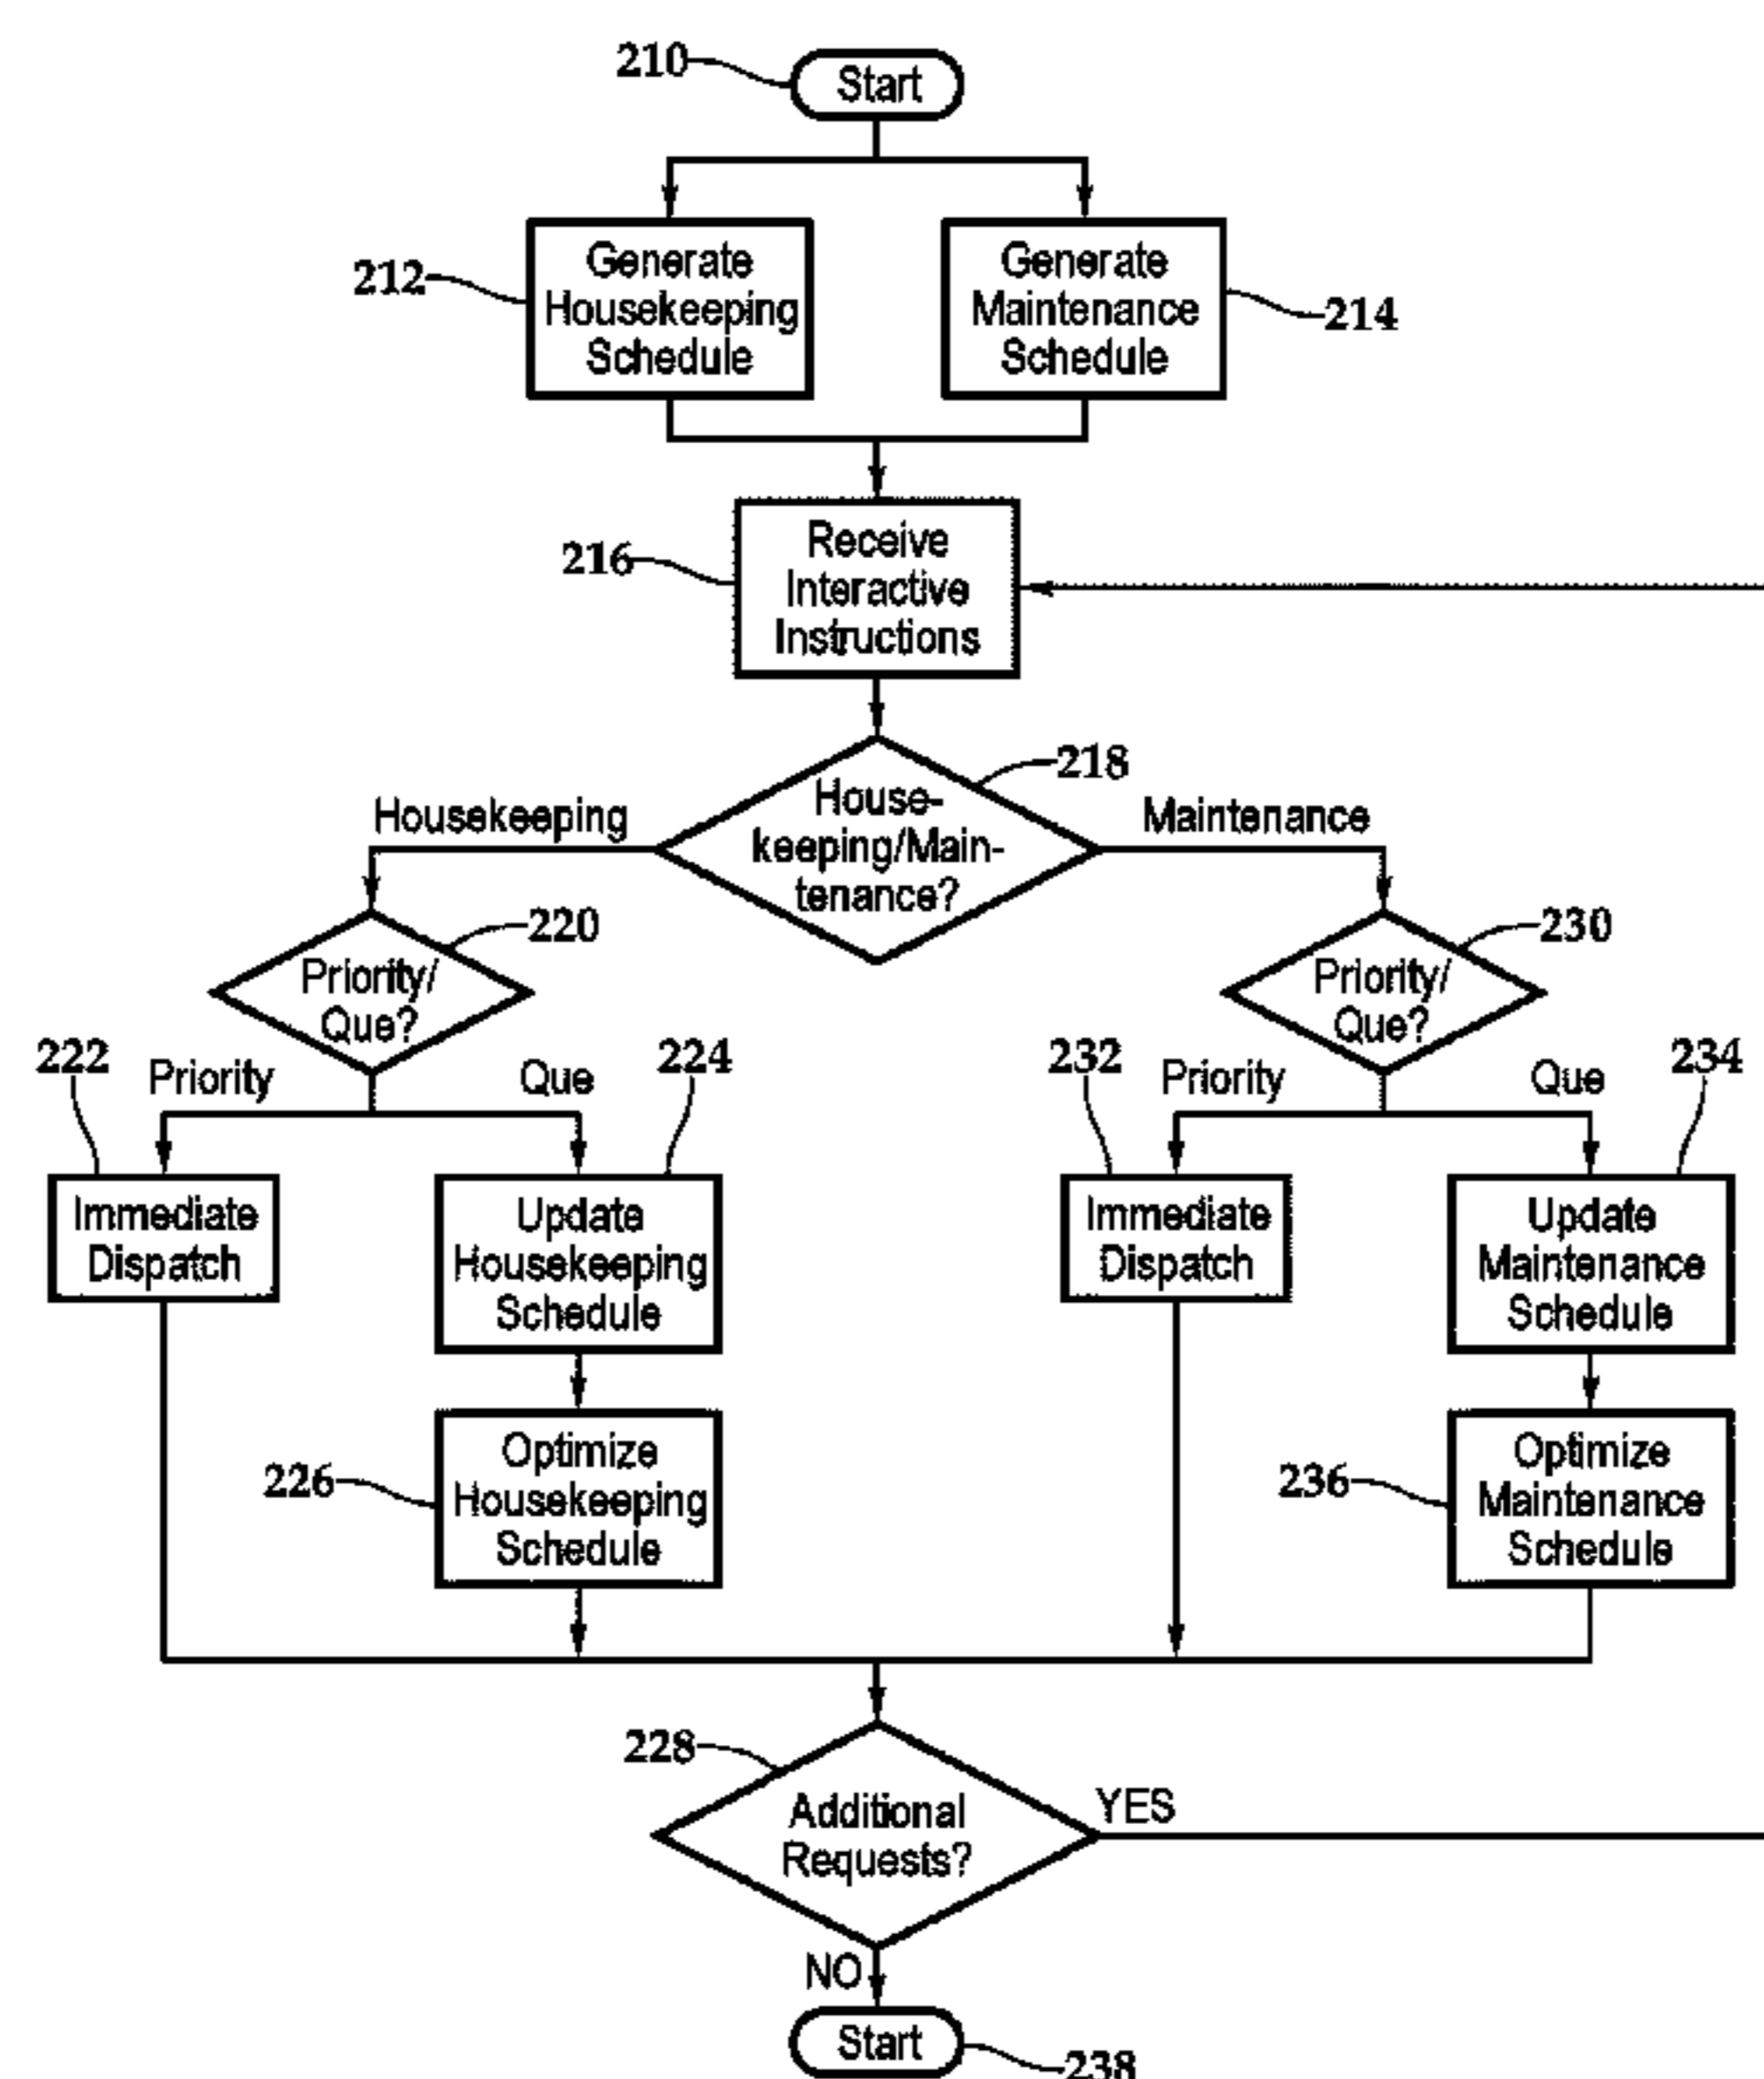 210
Start
212
Generate
Housekeeping
Schedule
Generate
Maintenance
Schedule
214
216
Receive
Interactive
Instructions
218
House-
keeping/Main-
tenance?
Housekeeping
Maintenance
220
Priority/
Que?
230
Priority/
Que?
222
Priority
Que
224
232
Priority
Que
234
Immediate
Dispatch
Update
Housekeeping
Schedule
Immediate
Dispatch
Update
Maintenance
Schedule
226
Optimize
Housekeeping
Schedule
236
Optimize
Maintenance
Schedule
228
Additional
Requests?
YES
NO
Start
238